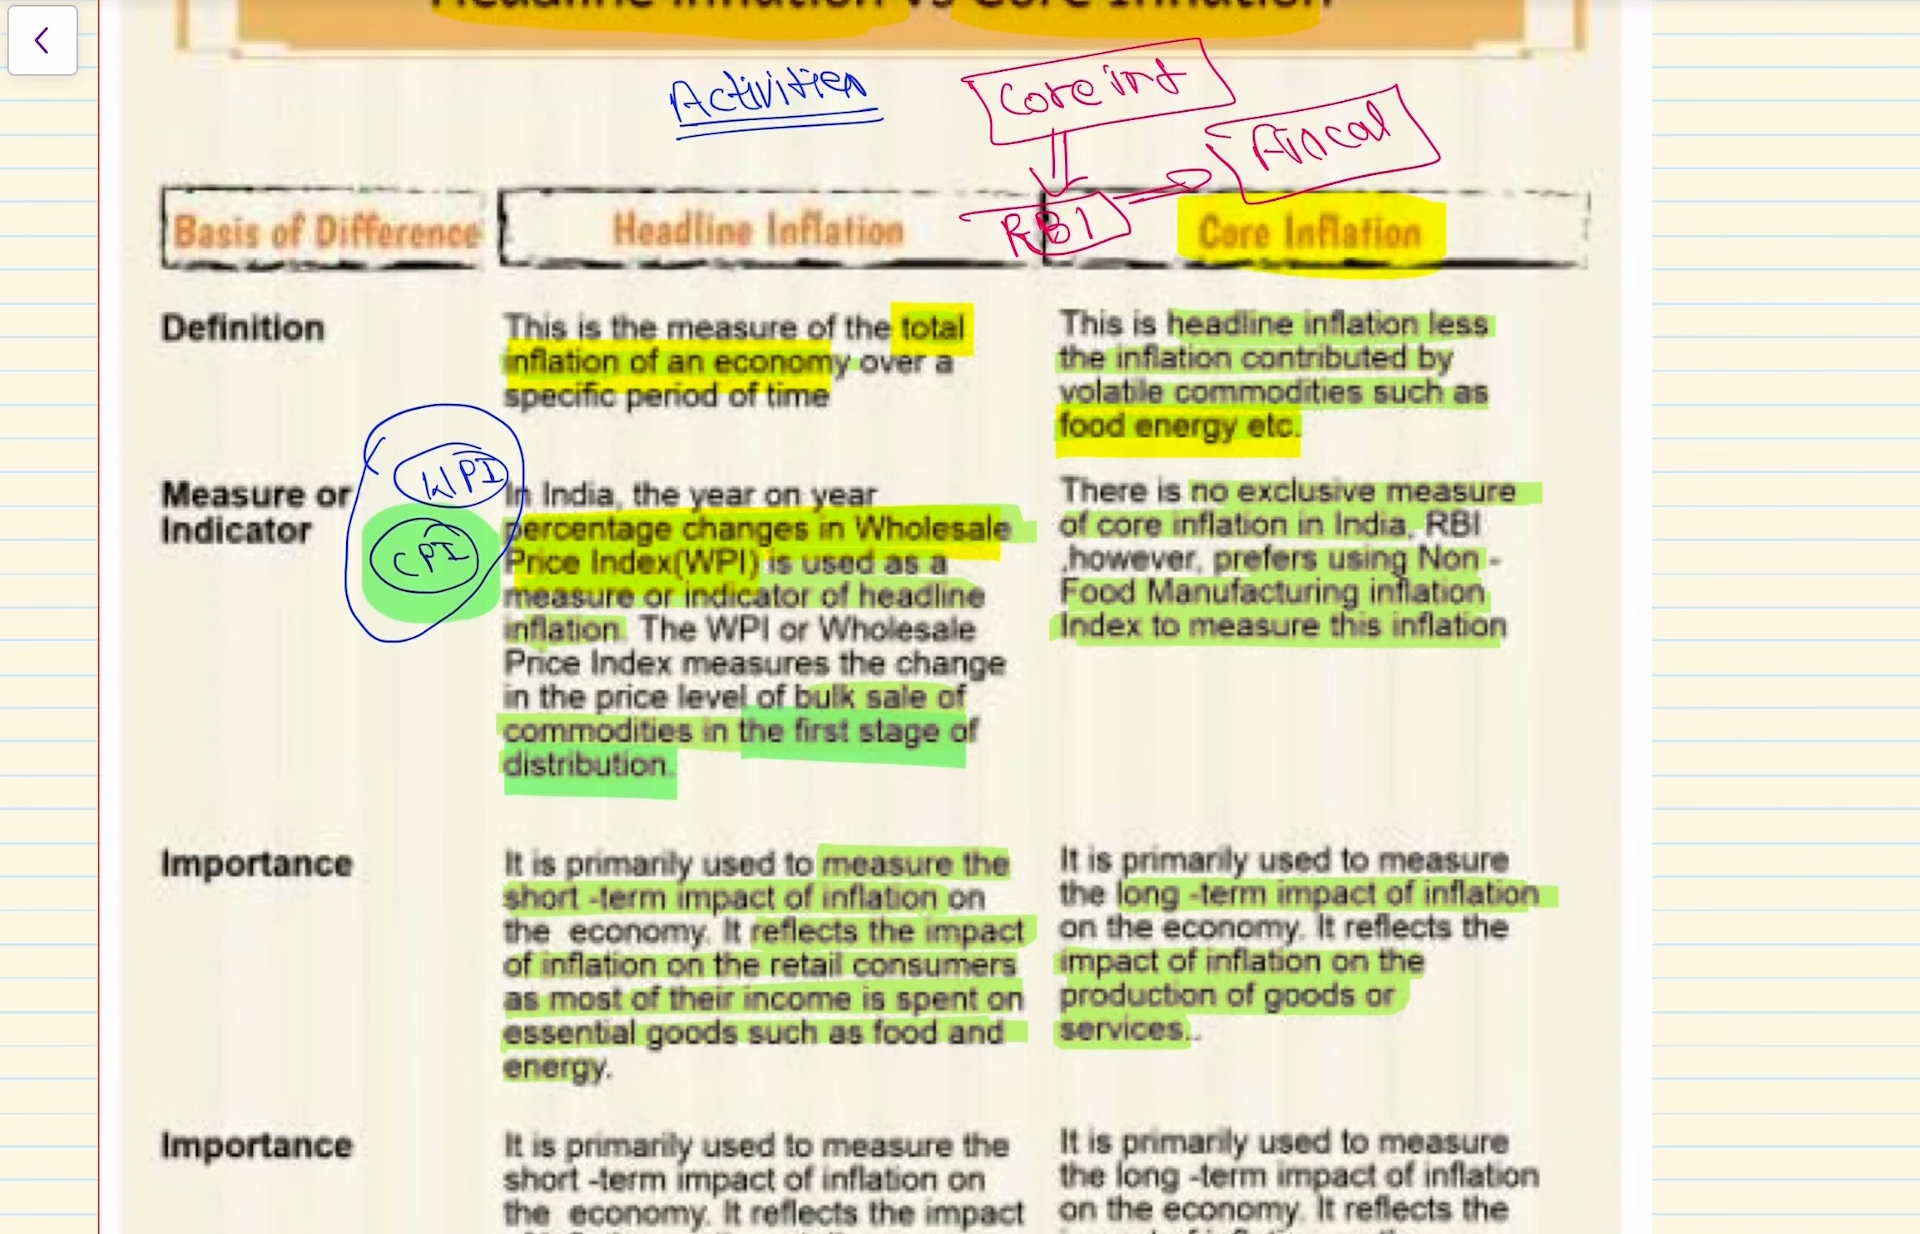 Headline Inflation vs Core Inflation
Activities
Core inf
RBI
Basis of Difference
Headline Inflation
Core Inflation
Definition
This is the measure of the total
inflation of an economy over a
specific period of time
This is headline inflation less
the inflation contributed by
volatile commodities such as
food energy etc.
Measure or
Indicator
WPI
CPI
In India, the year on year
percentage changes in Wholesale
Price Index(WPI) is used as a
measure or indicator of headline
inflation. The WPI or Wholesale
Price Index measures the change
in the price level of bulk sale of
commodities in the first stage of
distribution.
There is no exclusive measure
of core inflation in India, RBI
,however, prefers using Non -
Food Manufacturing inflation
Index to measure this inflation
Importance
It is primarily used to measure the
short -term impact of inflation on
the economy. It reflects the impact
of inflation on the retail consumers
as most of their income is spent on
essential goods such as food and
energy.
It is primarily used to measure
the long -term impact of inflation
on the economy. It reflects the
impact of inflation on the
production of goods or
services..
Importance
It is primarily used to measure the
short -term impact of inflation on
the economy. It reflects the impact
It is primarily used to measure
the long -term impact of inflation
on the economy. It reflects the